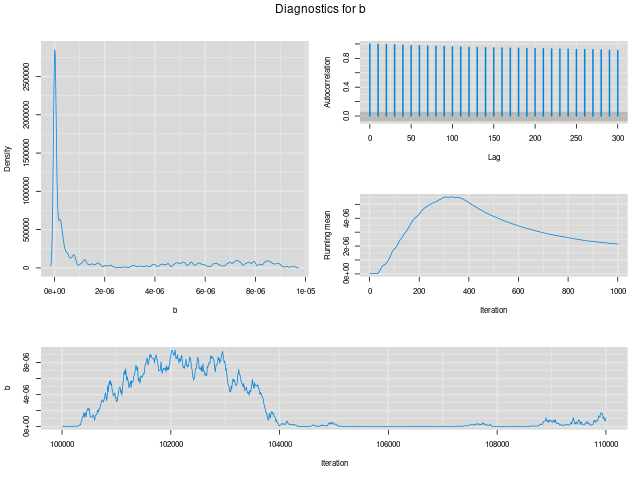 Diagnostics for b
Density
0 500000 1000000 1500000 2000000 2500000
0e+00 2e-06 4e-06 6e-06 8e-06 1e-05
b
Autocorrelation
0.0 0.4 0.8
0 50 100 150 200 250 300
Lag
Running mean
0e+00 2e-06 4e-06
0 200 400 600 800 1000
Iteration
b
0e+00 4e-06 8e-06
100000 102000 104000 106000 108000 110000
Iteration